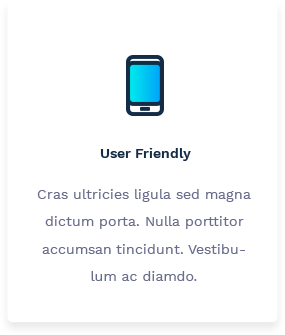 User Friendly
Cras ultricies ligula sed magna
dictum porta. Nulla porttitor
accumsan tincidunt. Vestibu-
lum ac diamdo.